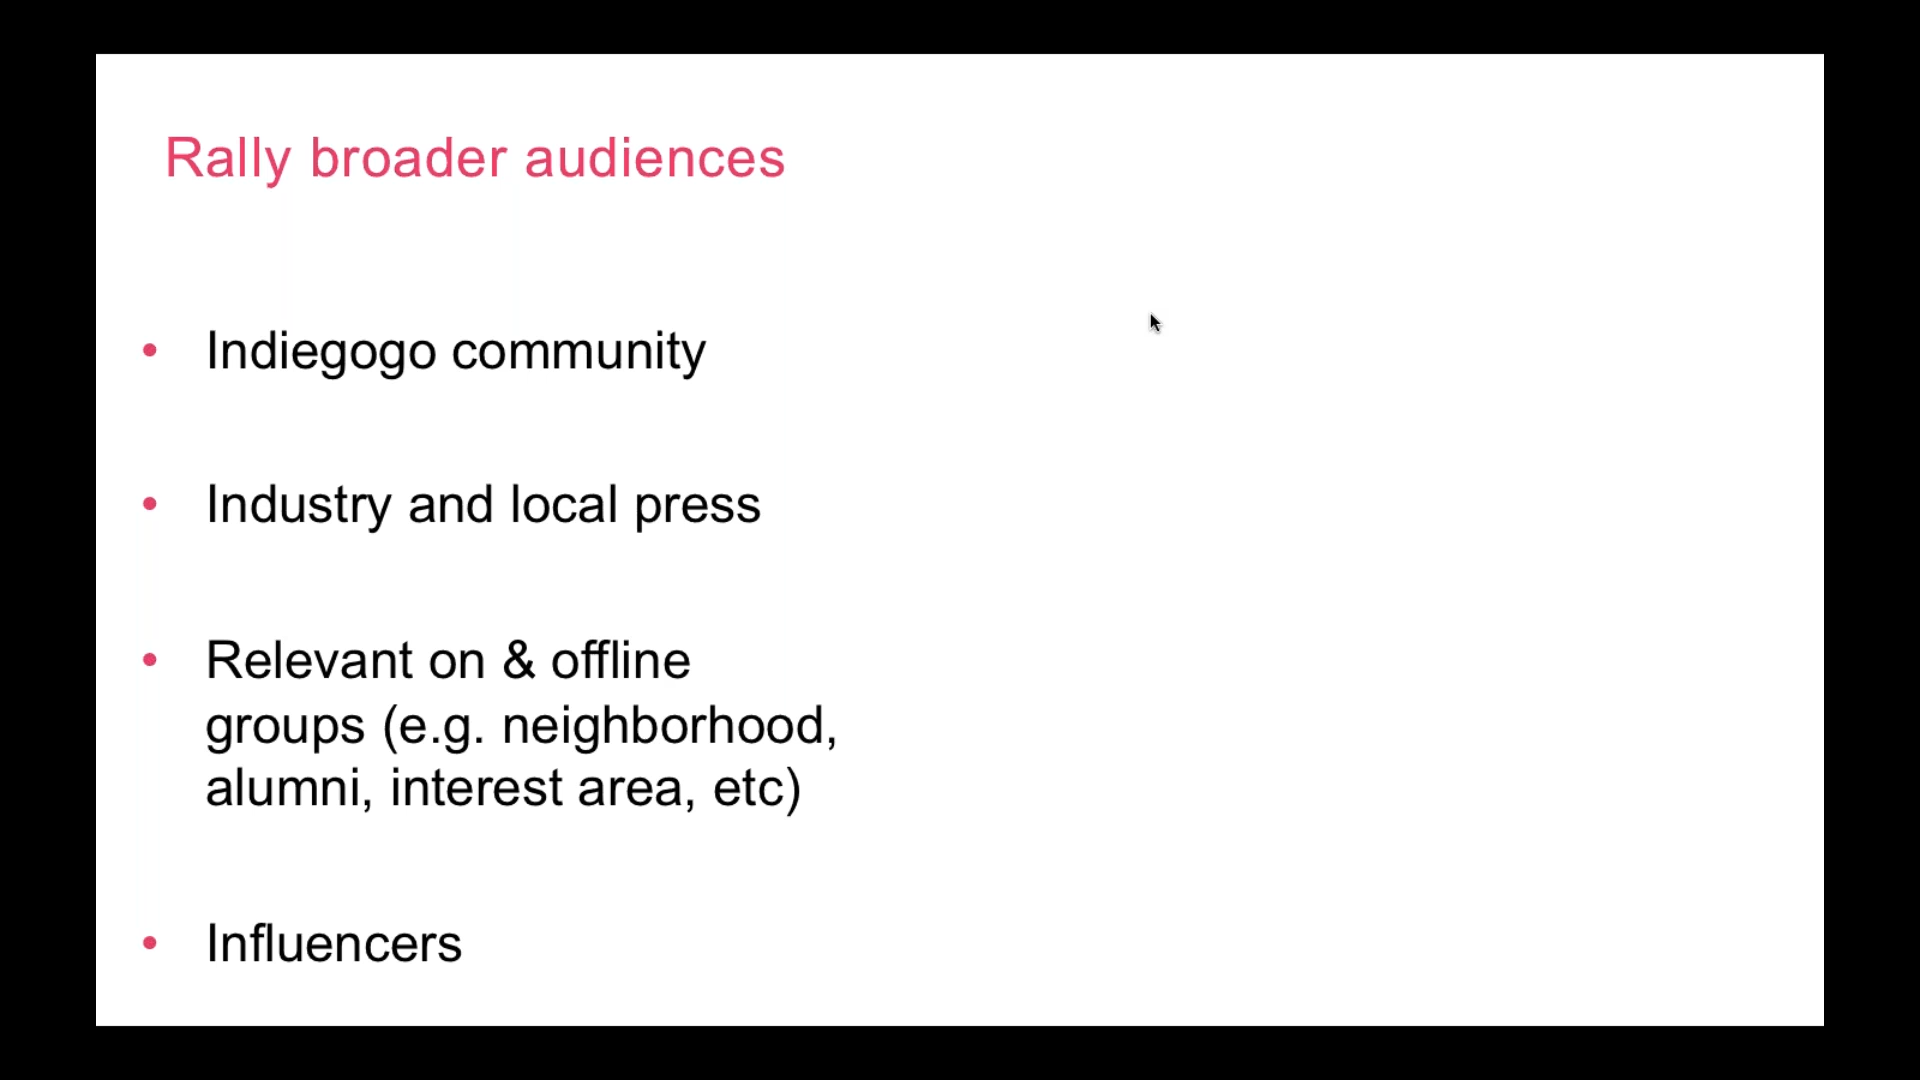 Rally broader audiences
• Indiegogo community
• Industry and local press
• Relevant on & offline
groups (e.g. neighborhood,
alumni, interest area, etc)
• Influencers